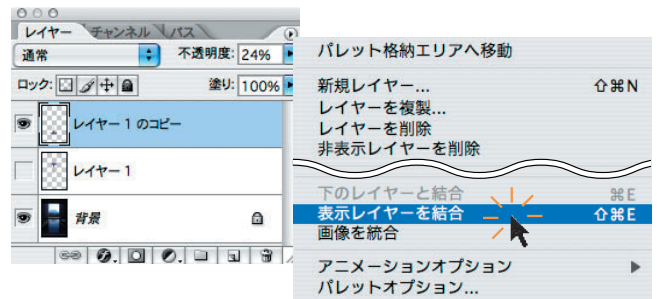 レイヤー チャンネル パス
通常 不透明度: 24%
ロック: 塗り: 100%
レイヤー 1 のコピー
レイヤー 1
背景
パレット格納エリアへ移動
新規レイヤー... ⇧⌘N
レイヤーを複製...
レイヤーを削除
非表示レイヤーを削除
下のレイヤーと結合 ⌘E
表示レイヤーを結合 ⇧⌘E
画像を統合
アニメーションオプション
パレットオプション...